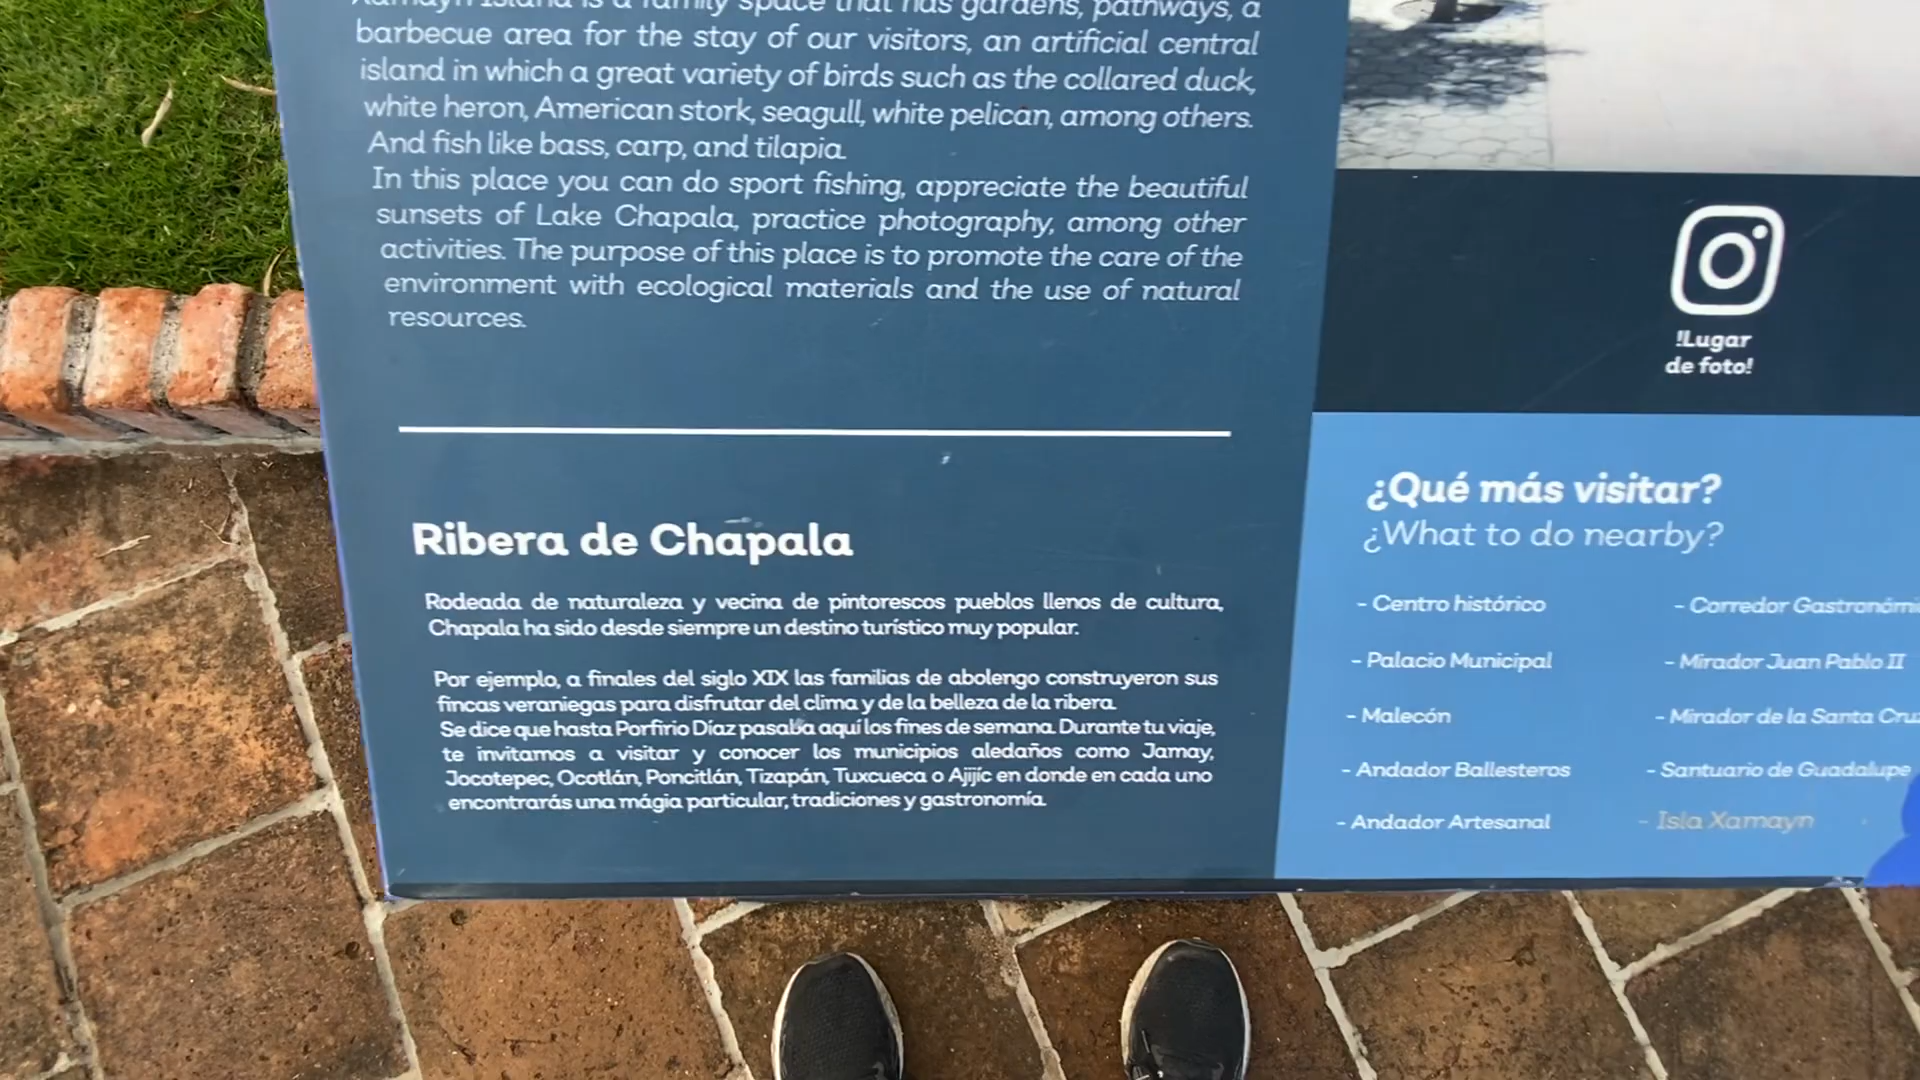 Xamayn Island is a family space that has gardens, pathways, a
barbecue area for the stay of our visitors, an artificial central
island in which a great variety of birds such as the collared duck,
white heron, American stork, seagull, white pelican, among others.
And fish like bass, carp, and tilapia.
In this place you can do sport fishing, appreciate the beautiful
sunsets of Lake Chapala, practice photography, among other
activities. The purpose of this place is to promote the care of the
environment with ecological materials and the use of natural
resources.
Ribera de Chapala
Rodeada de naturaleza y vecina de pintorescos pueblos llenos de cultura,
Chapala ha sido desde siempre un destino turístico muy popular.
Por ejemplo, a finales del siglo XIX las familias de abolengo construyeron sus
fincas veraniegas para disfrutar del clima y de la belleza de la ribera.
Se dice que hasta Porfirio Díaz pasaba aquí los fines de semana. Durante tu viaje,
te invitamos a visitar y conocer los municipios aledaños como Jamay,
Jocotepec, Ocotlán, Poncitlán, Tizapán, Tuxcueca o Ajijíc en donde en cada uno
encontrarás una mágia particular, tradiciones y gastronomía.
!Lugar
de foto!
¿Qué más visitar?
¿What to do nearby?
- Centro histórico
- Palacio Municipal
- Malecón
- Andador Ballesteros
- Andador Artesanal
- Corredor Gastronómi
- Mirador Juan Pablo II
- Mirador de la Santa Cruz
- Santuario de Guadalupe
- Isla Xamayn